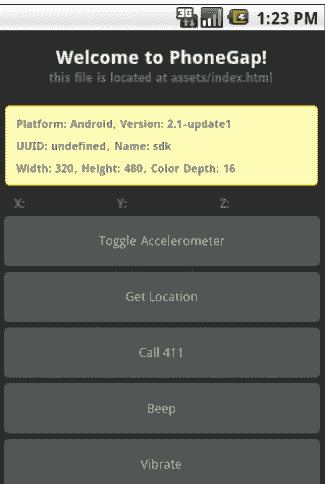 3G
1:23 PM
Welcome to PhoneGap!
this file is located at assets/index.html
Platform: Android, Version: 2.1-update1
UUID: undefined, Name: sdk
Width: 320, Height: 480, Color Depth: 16
X: Y: Z:
Toggle Accelerometer
Get Location
Call 411
Beep
Vibrate